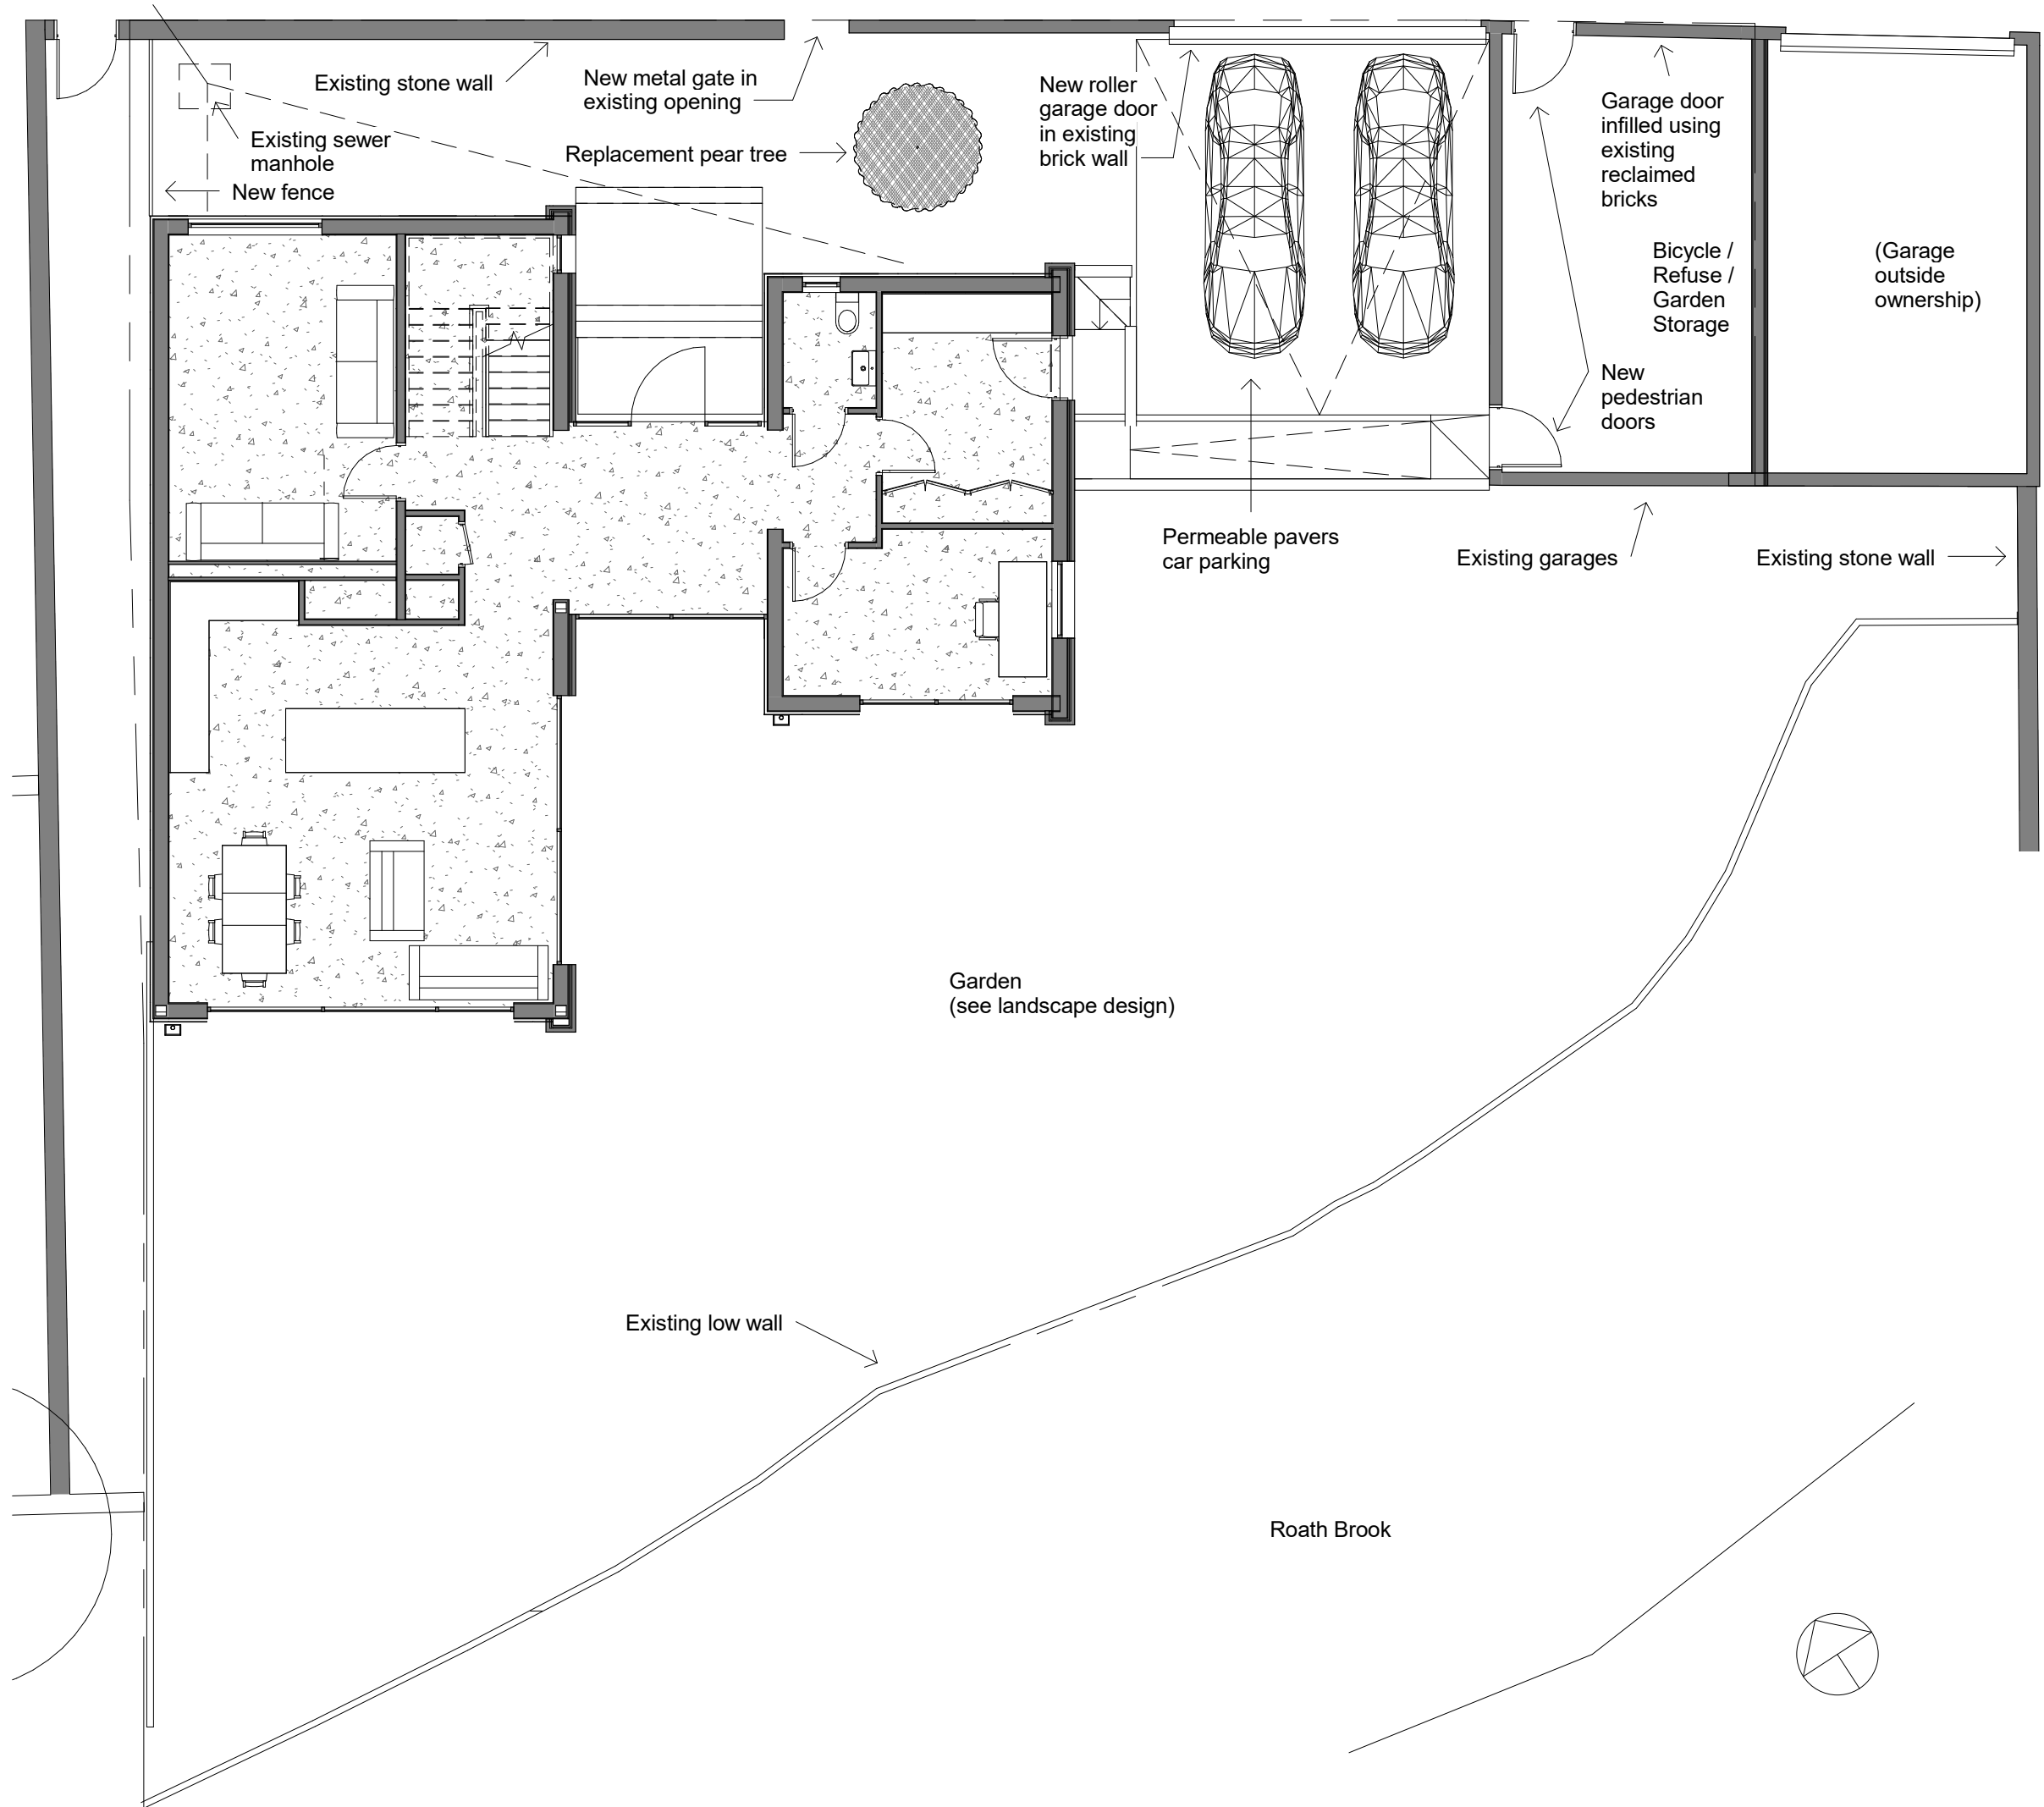 Existing stone wall
New metal gate in
existing opening
New roller
garage door
in existing
brick wall
Garage door
infilled using
existing
reclaimed
bricks
Existing sewer
manhole
Replacement pear tree
New fence
Bicycle /
Refuse /
Garden
Storage
(Garage
outside
ownership)
New
pedestrian
doors
Permeable pavers
car parking
Existing garages
Existing stone wall
Garden
(see landscape design)
Existing low wall
Roath Brook